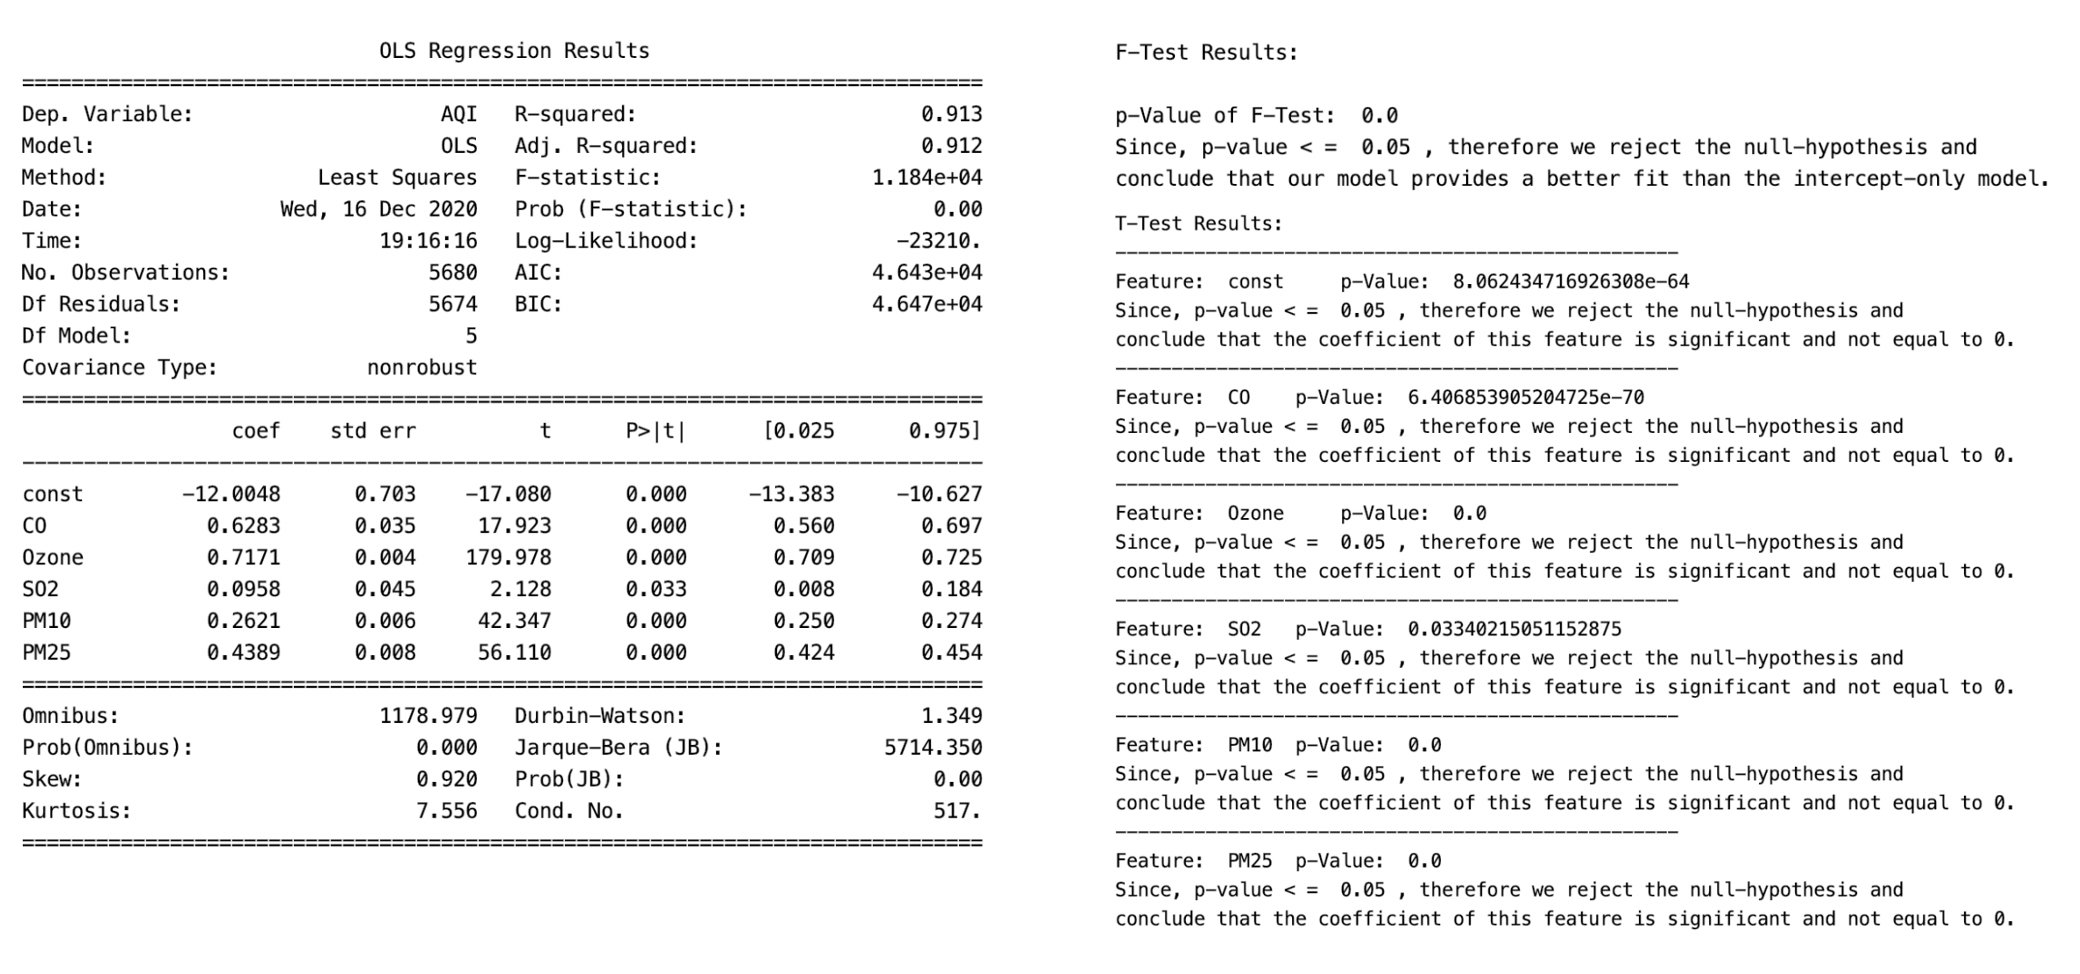 OLS Regression Results
==============================================================================
Dep. Variable: AQI R-squared: 0.913
Model: OLS Adj. R-squared: 0.912
Method: Least Squares F-statistic: 1.184e+04
Date: Wed, 16 Dec 2020 Prob (F-statistic): 0.00
Time: 19:16:16 Log-Likelihood: -23210.
No. Observations: 5680 AIC: 4.643e+04
Df Residuals: 5674 BIC: 4.647e+04
Df Model: 5
Covariance Type: nonrobust
==============================================================================
coef std err t P>|t| [0.025 0.975]
------------------------------------------------------------------------------
const -12.0048 0.703 -17.080 0.000 -13.383 -10.627
CO 0.6283 0.035 17.923 0.000 0.560 0.697
Ozone 0.7171 0.004 179.978 0.000 0.709 0.725
SO2 0.0958 0.045 2.128 0.033 0.008 0.184
PM10 0.2621 0.006 42.347 0.000 0.250 0.274
PM25 0.4389 0.008 56.110 0.000 0.424 0.454
==============================================================================
Omnibus: 1178.979 Durbin-Watson: 1.349
Prob(Omnibus): 0.000 Jarque-Bera (JB): 5714.350
Skew: 0.920 Prob(JB): 0.00
Kurtosis: 7.556 Cond. No. 517.
==============================================================================
F-Test Results:
p-Value of F-Test: 0.0
Since, p-value < = 0.05 , therefore we reject the null-hypothesis and
conclude that our model provides a better fit than the intercept-only model.
T-Test Results:
--------------------------------------------------
Feature: const p-Value: 8.062434716926308e-64
Since, p-value < = 0.05 , therefore we reject the null-hypothesis and
conclude that the coefficient of this feature is significant and not equal to 0.
--------------------------------------------------
Feature: CO p-Value: 6.406853905204725e-70
Since, p-value < = 0.05 , therefore we reject the null-hypothesis and
conclude that the coefficient of this feature is significant and not equal to 0.
--------------------------------------------------
Feature: Ozone p-Value: 0.0
Since, p-value < = 0.05 , therefore we reject the null-hypothesis and
conclude that the coefficient of this feature is significant and not equal to 0.
--------------------------------------------------
Feature: SO2 p-Value: 0.03340215051152875
Since, p-value < = 0.05 , therefore we reject the null-hypothesis and
conclude that the coefficient of this feature is significant and not equal to 0.
--------------------------------------------------
Feature: PM10 p-Value: 0.0
Since, p-value < = 0.05 , therefore we reject the null-hypothesis and
conclude that the coefficient of this feature is significant and not equal to 0.
--------------------------------------------------
Feature: PM25 p-Value: 0.0
Since, p-value < = 0.05 , therefore we reject the null-hypothesis and
conclude that the coefficient of this feature is significant and not equal to 0.